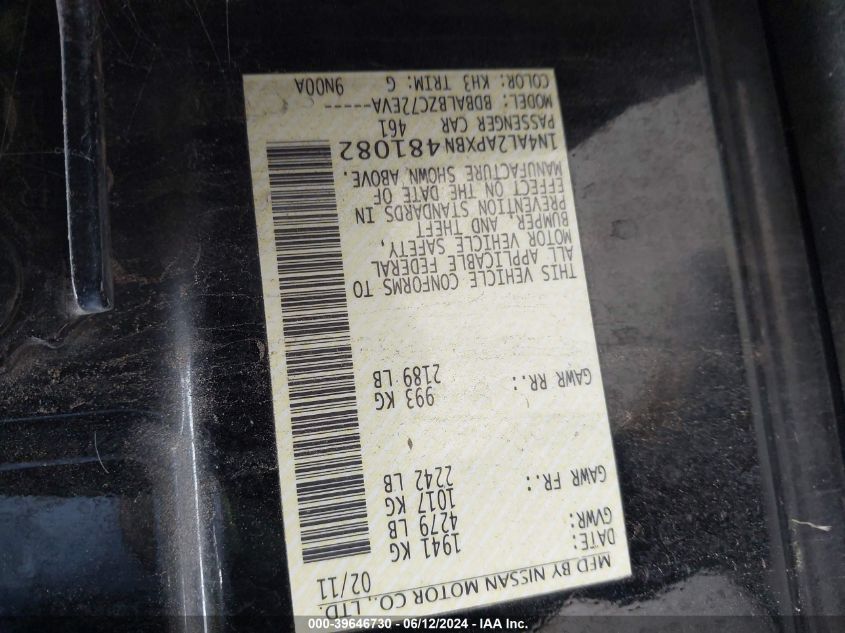 MFD BY NISSAN MOTOR CO., LTD.
DATE: 02/11
GVWR: 1941 KG
4279 LB
GAWR FR.: 1017 KG
2242 LB
GAWR RR.: 993 KG
2189 LB
THIS VEHICLE CONFORMS TO
ALL APPLICABLE FEDERAL
MOTOR VEHICLE SAFETY,
BUMPER AND THEFT
PREVENTION STANDARDS IN
EFFECT ON THE DATE OF
MANUFACTURE SHOWN ABOVE.
1N4AL2APXBN481082
PASSENGER CAR 461
MODEL: BDBALBZC72EVA-----
COLOR: KH3 TRIM: G 9N00A
000-39646730 - 06/12/2024 - IAA Inc.